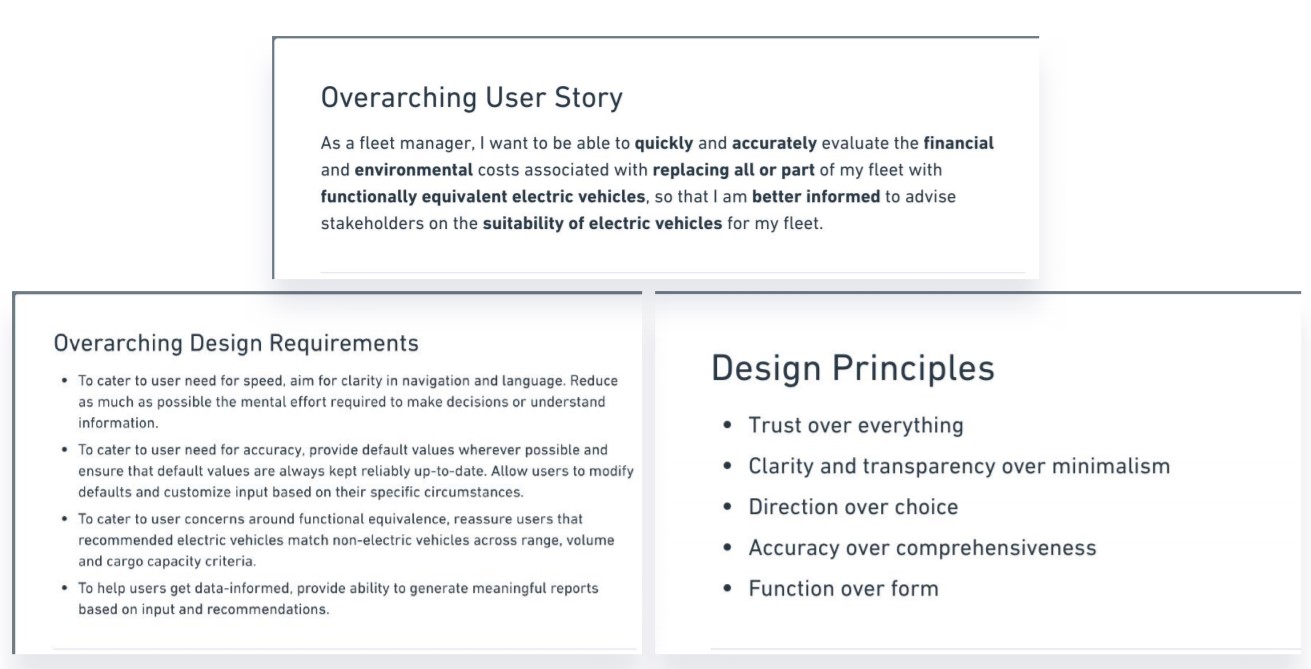 Overarching User Story
As a fleet manager, I want to be able to quickly and accurately evaluate the financial
and environmental costs associated with replacing all or part of my fleet with
functionally equivalent electric vehicles, so that I am better informed to advise
stakeholders on the suitability of electric vehicles for my fleet.
Overarching Design Requirements
• To cater to user need for speed, aim for clarity in navigation and language. Reduce
as much as possible the mental effort required to make decisions or understand
information.
• To cater to user need for accuracy, provide default values wherever possible and
ensure that default values are always kept reliably up-to-date. Allow users to modify
defaults and customize input based on their specific circumstances.
• To cater to user concerns around functional equivalence, reassure users that
recommended electric vehicles match non-electric vehicles across range, volume
and cargo capacity criteria.
• To help users get data-informed, provide ability to generate meaningful reports
based on input and recommendations.
Design Principles
• Trust over everything
• Clarity and transparency over minimalism
• Direction over choice
• Accuracy over comprehensiveness
• Function over form